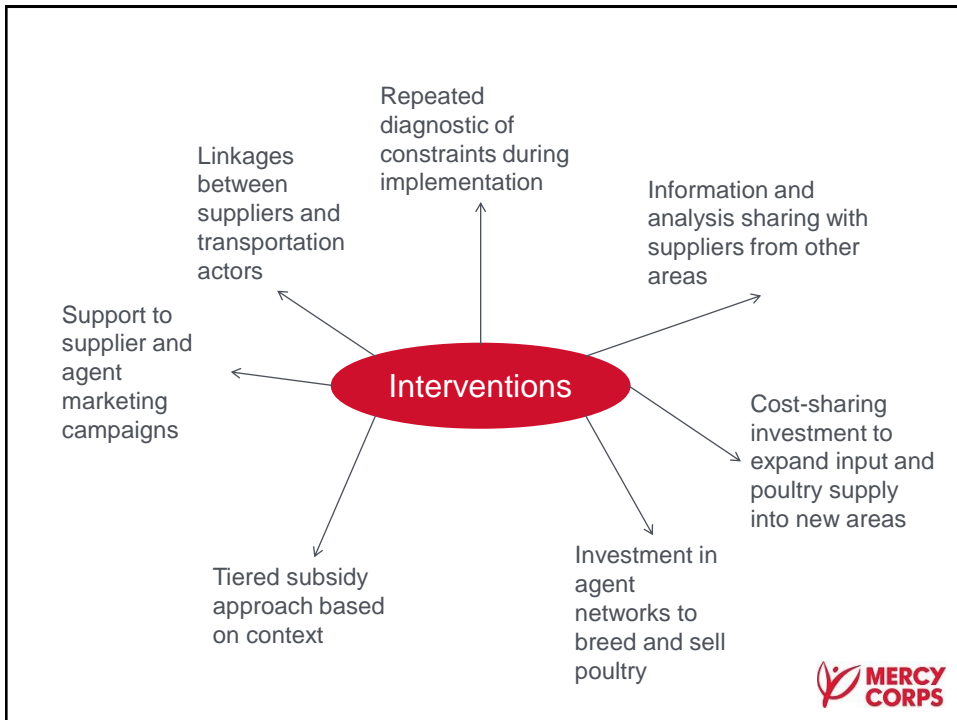 Repeated
diagnostic of
constraints during
implementation
Linkages
between
suppliers and
transportation
actors
Information and
analysis sharing with
suppliers from other
areas
Support to
supplier and
agent
marketing
campaigns
Interventions
Cost-sharing
investment to
expand input and
poultry supply
into new areas
Tiered subsidy
approach based
on context
Investment in
agent
networks to
breed and sell
poultry
MERCY
CORPS